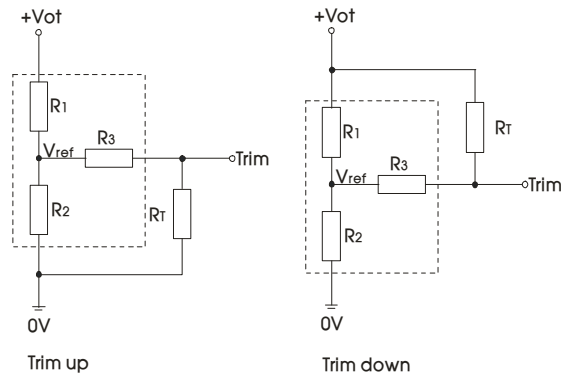 +Vot
R1
Vref
R3
Trim
R2
RT
0V
Trim up
+Vot
R1
RT
Vref
R3
Trim
R2
0V
Trim down